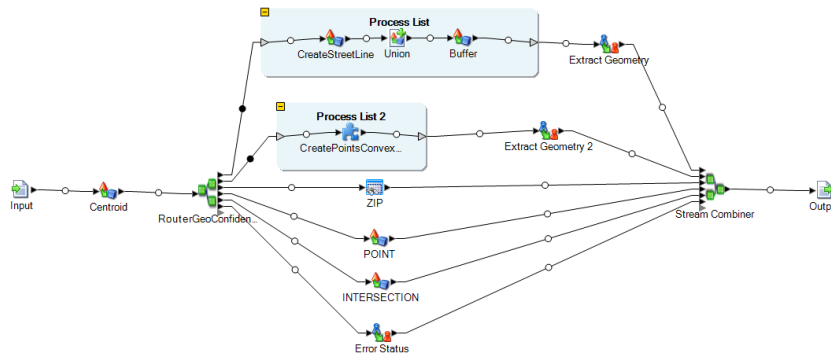 Process List
CreateStreetLine
Union
Buffer
Extract Geometry
Process List 2
CreatePointsConvex...
Extract Geometry 2
Input
Centroid
RouterGeoConfiden...
ZIP
Stream Combiner
Outp
POINT
INTERSECTION
Error Status